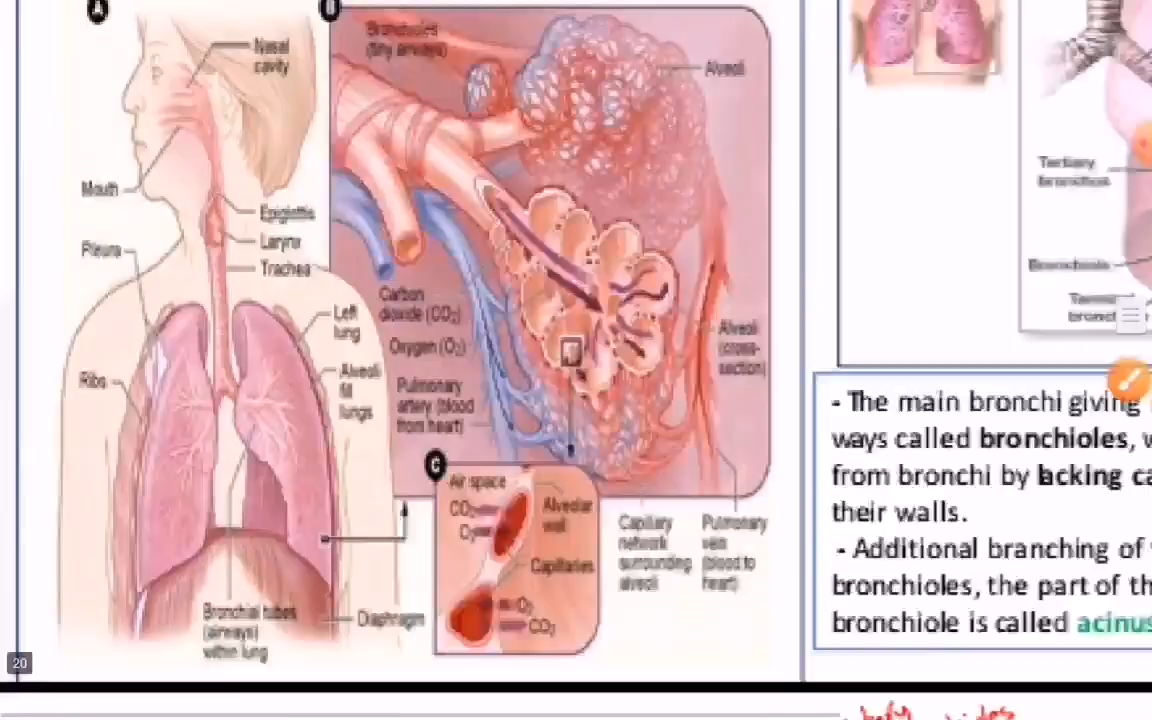 A
Nasal
cavity
Mouth
Epiglottis
Larynx
Pleura
Trachea
Left
lung
Alveoli
fill
lungs
Ribs
Bronchial tubes
(airways)
within lung
Diaphragm
B
Bronchioles
(tiny airways)
Alveoli
Carbon
dioxide (CO₂)
Oxygen (O₂)
Pulmonary
artery (blood
from heart)
Alveoli
(cross-
section)
Capillary
network
surrounding
alveoli
Pulmonary
vein
(blood to
heart)
C
Air space
CO₂
O₂
Alveolar
wall
Capillaries
O₂
CO₂
20
Tertiary
bronchus
Bronchiole
- The main bronchi giving
ways called bronchioles,
from bronchi by lacking
their walls.
- Additional branching of
bronchioles, the part of
bronchiole is called acinus